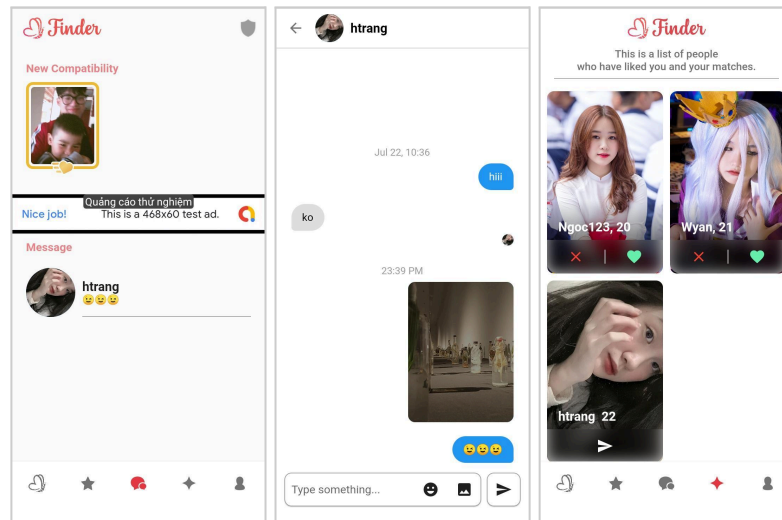 Finder
New Compatibility
Quảng cáo thử nghiệm
Nice job!
This is a 468x60 test ad.
Message
htrang
htrang
Jul 22, 10:36
hiii
ko
23:39 PM
Type something...
Finder
This is a list of people
who have liked you and your matches.
Ngoc123, 20
Wyan, 21
htrang 22